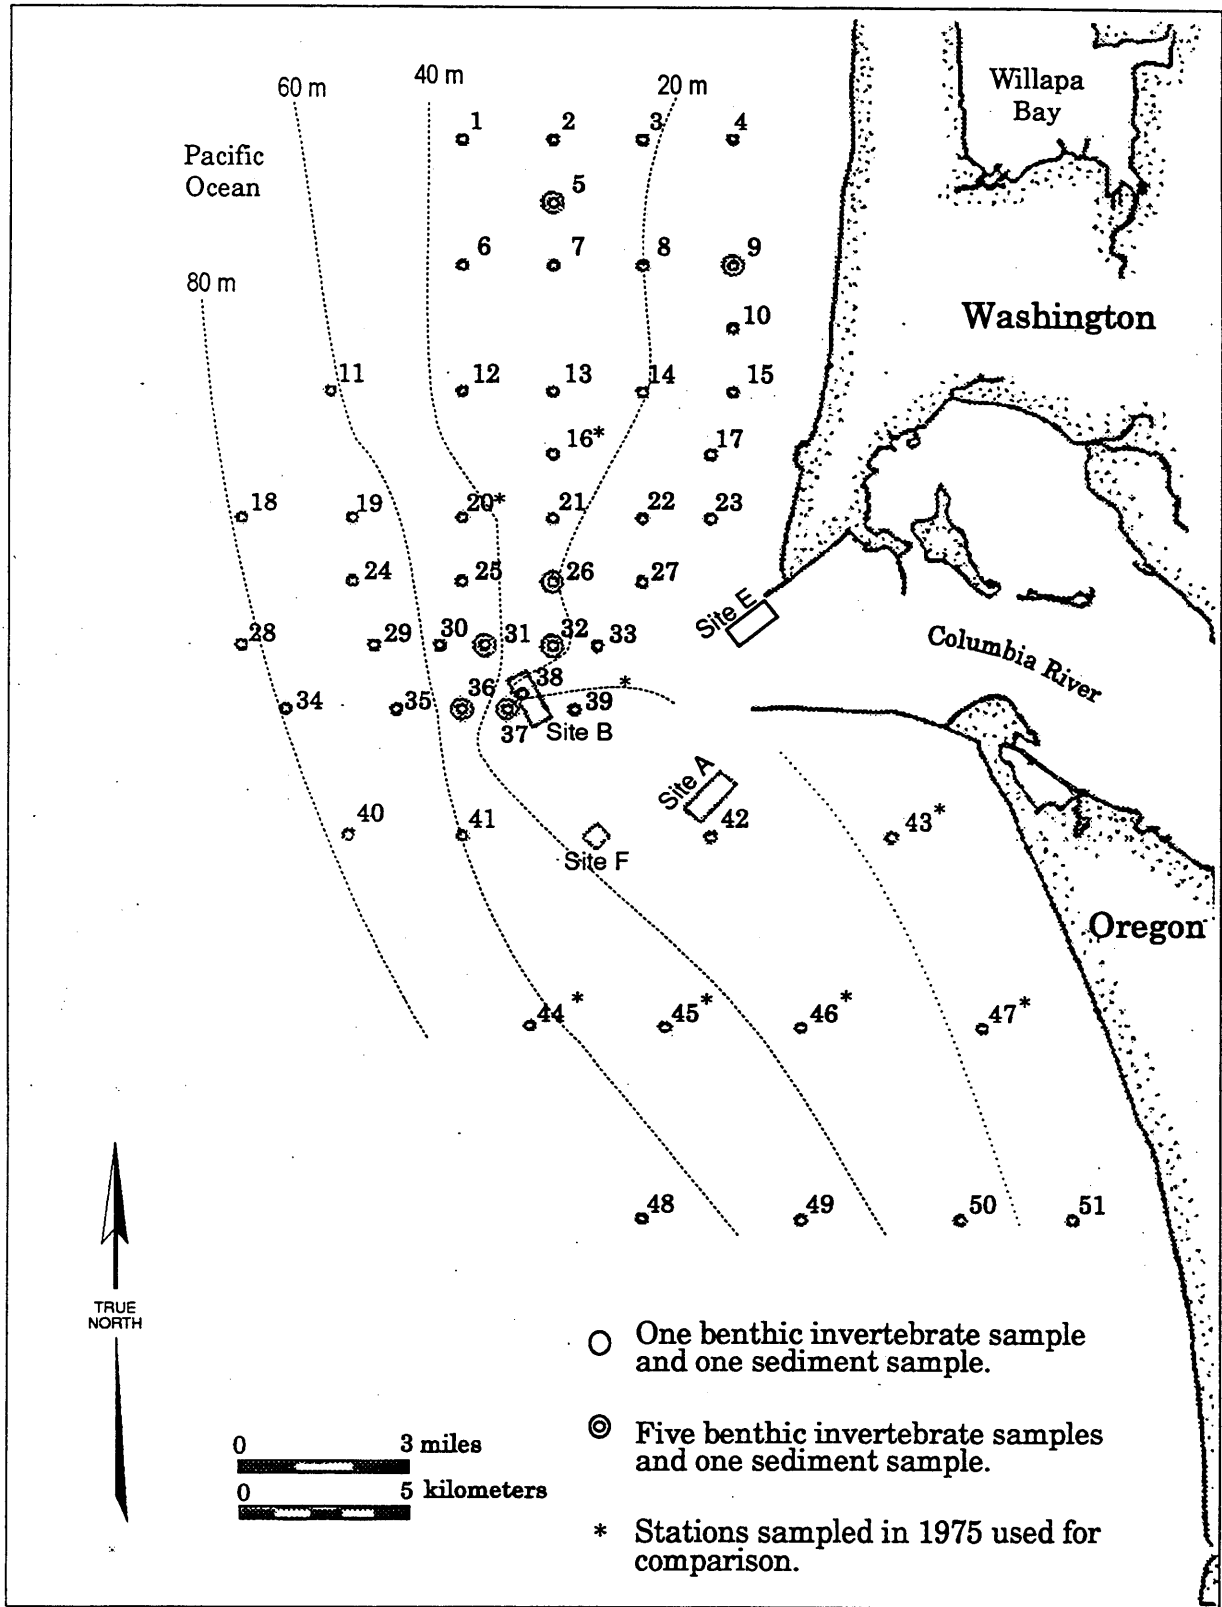 60 m
40 m
20 m
1
2
3
4
Pacific
Ocean
Willapa
Bay
5
6
7
8
9
80 m
10
Washington
11
12
13
14
15
16*
17
18
19
20*
21
22
23
24
25
26
27
Site E
28
29
30
31
32
33
Columbia River
34
35
36
38
*
39
37
Site B
Site A
40
41
42
43*
Site F
Oregon
44*
45*
46*
47*
48
49
50
51
TRUE
NORTH
One benthic invertebrate sample
and one sediment sample.
Five benthic invertebrate samples
and one sediment sample.
0 3 miles
0 5 kilometers
* Stations sampled in 1975 used for
comparison.